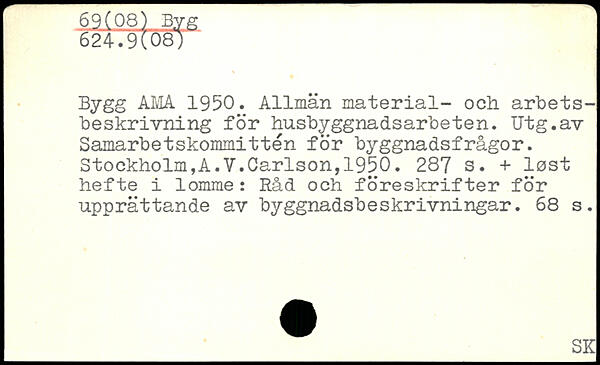 69(08) Byg
624.9(08)
Bygg AMA 1950. Allmän material- och arbets-
beskrivning för husbyggnadsarbeten. Utg.av
Samarbetskommittén för byggnadsfrågor.
Stockholm,A.V.Carlson,1950. 287 s. + løst
hefte i lomme: Råd och föreskrifter för
upprättande av byggnadsbeskrivningar. 68 s.
SK